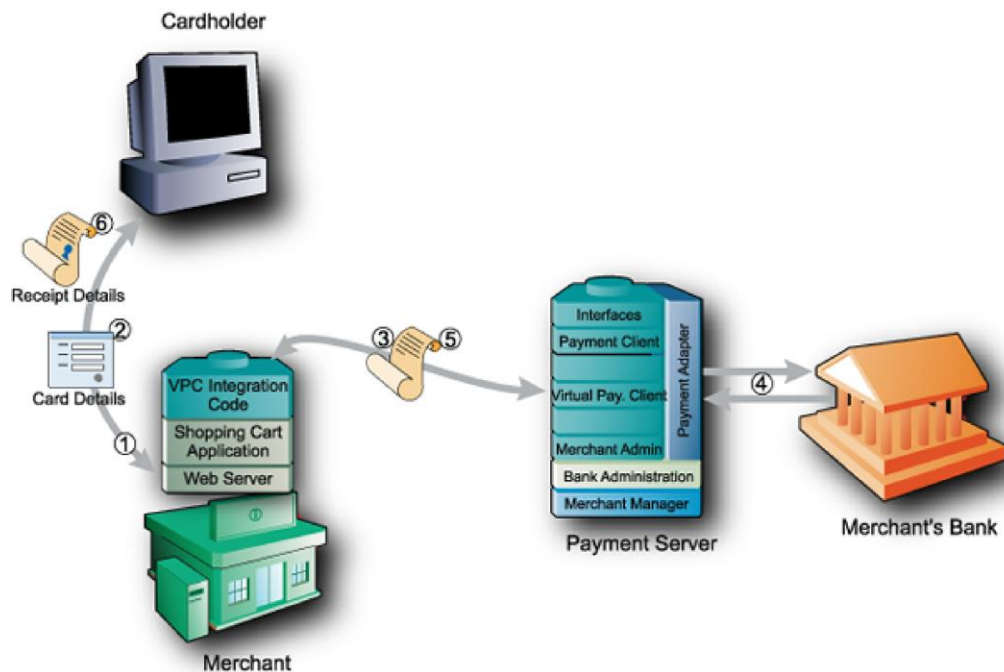 Cardholder
⑥
Receipt Details
②
Card Details
①
VPC Integration
Code
Shopping Cart
Application
Web Server
Merchant
③
⑤
Interfaces
Payment Client
Virtual Pay. Client
Merchant Admin
Payment Adapter
Bank Administration
Merchant Manager
Payment Server
④
Merchant's Bank